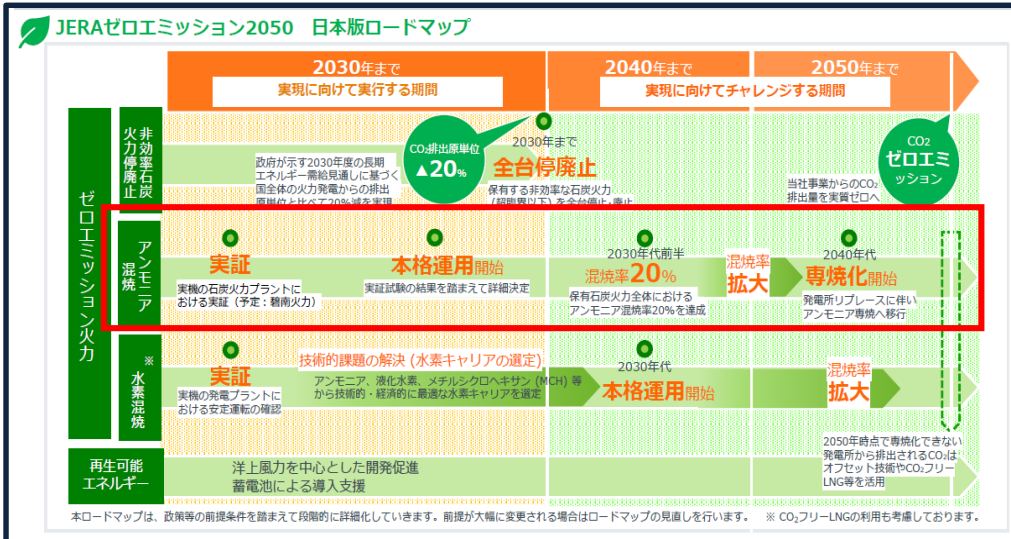 JERAゼロエミッション2050　日本版ロードマップ
2030年まで
実現に向けて実行する期間
2040年まで
2050年まで
実現に向けてチャレンジする期間
ゼロエミッション火力
非効率石炭
火力停廃止
政府が示す2030年度の長期
エネルギー需給見通しに基づく
国全体の火力発電からの排出
原単位と比べて20%減を実現
CO₂排出原単位
▲20%
2030年まで
全台停廃止
保有する非効率な石炭火力
(超臨界以下)を全台停止・廃止
CO₂
ゼロエミ
ッション
当社事業からのCO₂
排出量を実質ゼロへ
アンモニア
混焼
実証
実機の石炭火力プラントに
おける実証（予定：碧南火力）
本格運用開始
実証試験の結果を踏まえて詳細決定
2030年代前半
混焼率20%
保有石炭火力全体における
アンモニア混焼率20%を達成
混焼率
拡大
2040年代
専焼化開始
発電所リプレースに伴い
アンモニア専焼へ移行
※
水素混焼
実証
実機の発電プラントに
おける安定運転の確認
技術的課題の解決 (水素キャリアの選定)
アンモニア、液化水素、メチルシクロヘキサン (MCH) 等
から技術的・経済的に最適な水素キャリアを選定
2030年代
本格運用開始
混焼率
拡大
2050年時点で専焼化できない
発電所から排出されるCO₂は
オフセット技術やCO₂フリー
LNG等を活用
再生可能
エネルギー
洋上風力を中心とした開発促進
蓄電池による導入支援
本ロードマップは、政策等の前提条件を踏まえて段階的に詳細化していきます。前提が大幅に変更される場合はロードマップの見直しを行います。　※ CO₂フリーLNGの利用も考慮しております。